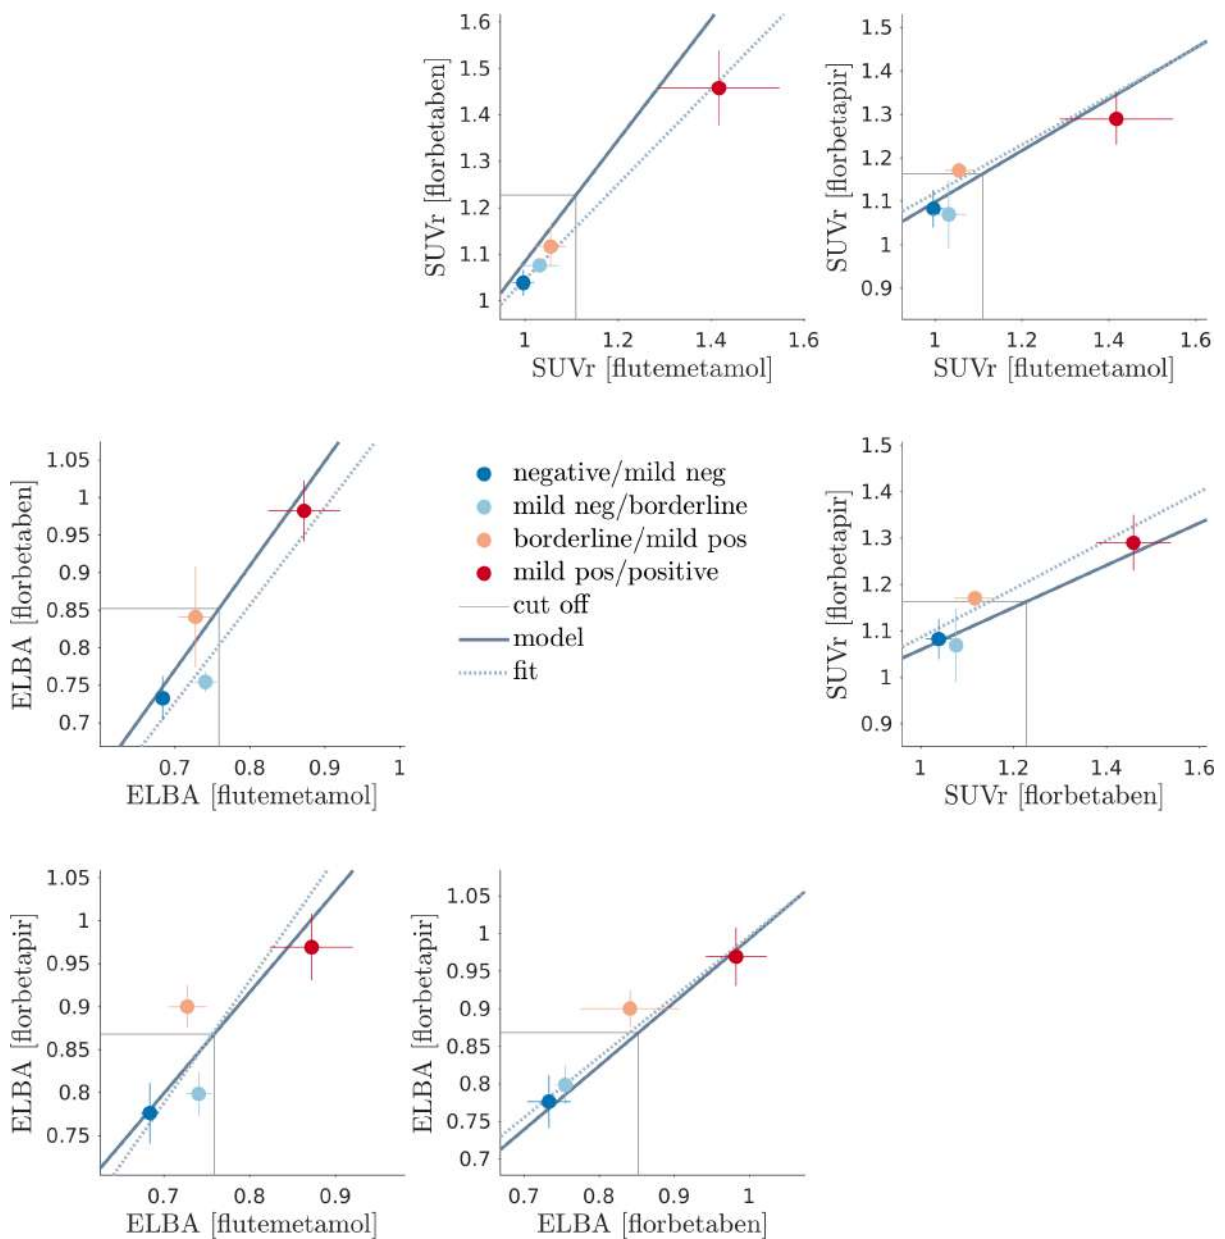 1.6
1.5
1.4
1.3
1.2
1.1
1
SUVr [florbetaben]
1 1.2 1.4 1.6
SUVr [flutemetamol]
1.5
1.4
1.3
1.2
1.1
1
0.9
SUVr [florbetapir]
1 1.2 1.4 1.6
SUVr [flutemetamol]
1.05
1
0.95
0.9
0.85
0.8
0.75
0.7
ELBA [florbetaben]
0.7 0.8 0.9 1
ELBA [flutemetamol]
negative/mild neg
mild neg/borderline
borderline/mild pos
mild pos/positive
cut off
model
fit
1.5
1.4
1.3
1.2
1.1
1
0.9
SUVr [florbetapir]
1 1.2 1.4 1.6
SUVr [florbetaben]
1.05
1
0.95
0.9
0.85
0.8
0.75
ELBA [florbetapir]
0.7 0.8 0.9
ELBA [flutemetamol]
1.05
1
0.95
0.9
0.85
0.8
0.75
0.7
ELBA [florbetapir]
0.7 0.8 0.9 1
ELBA [florbetaben]